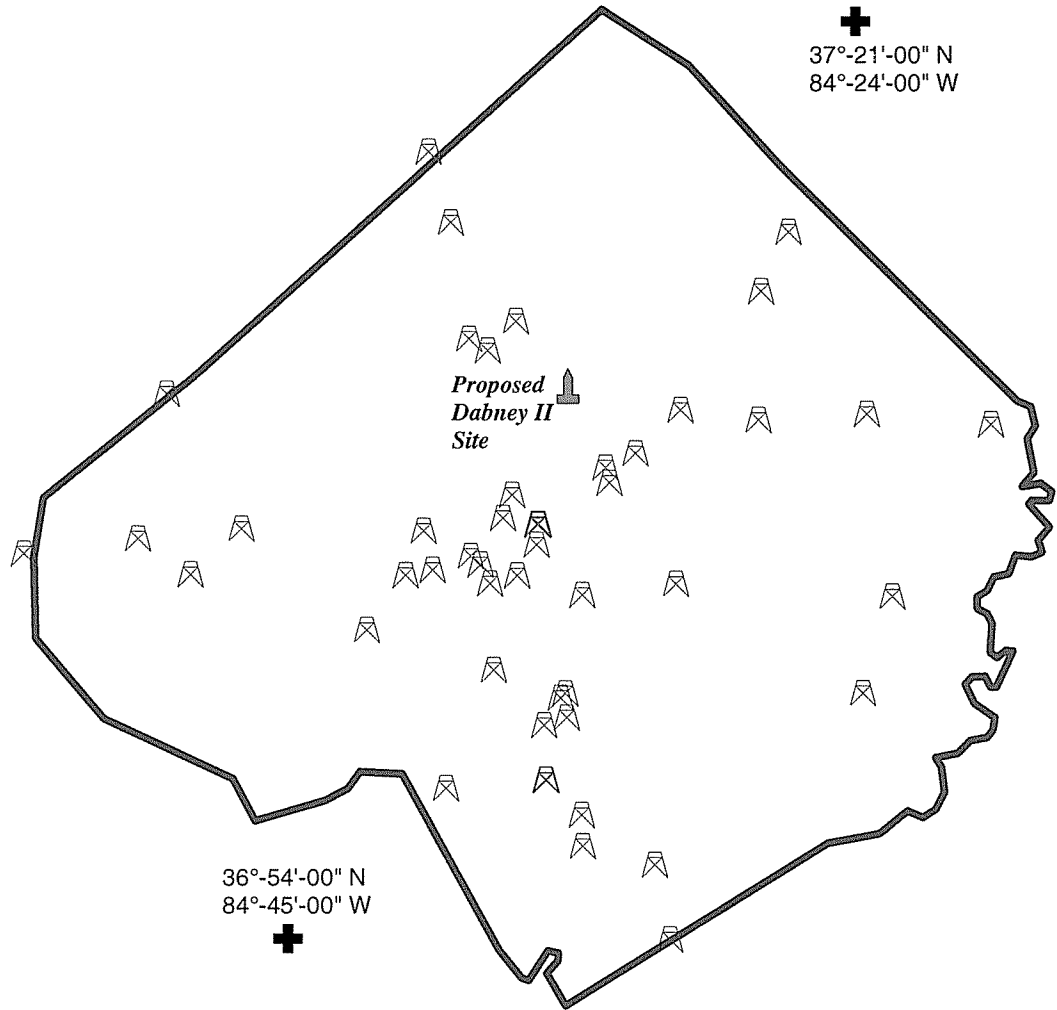 37°-21'-00" N
84°-24'-00" W
Proposed
Dabney II
Site
36°-54'-00" N
84°-45'-00" W